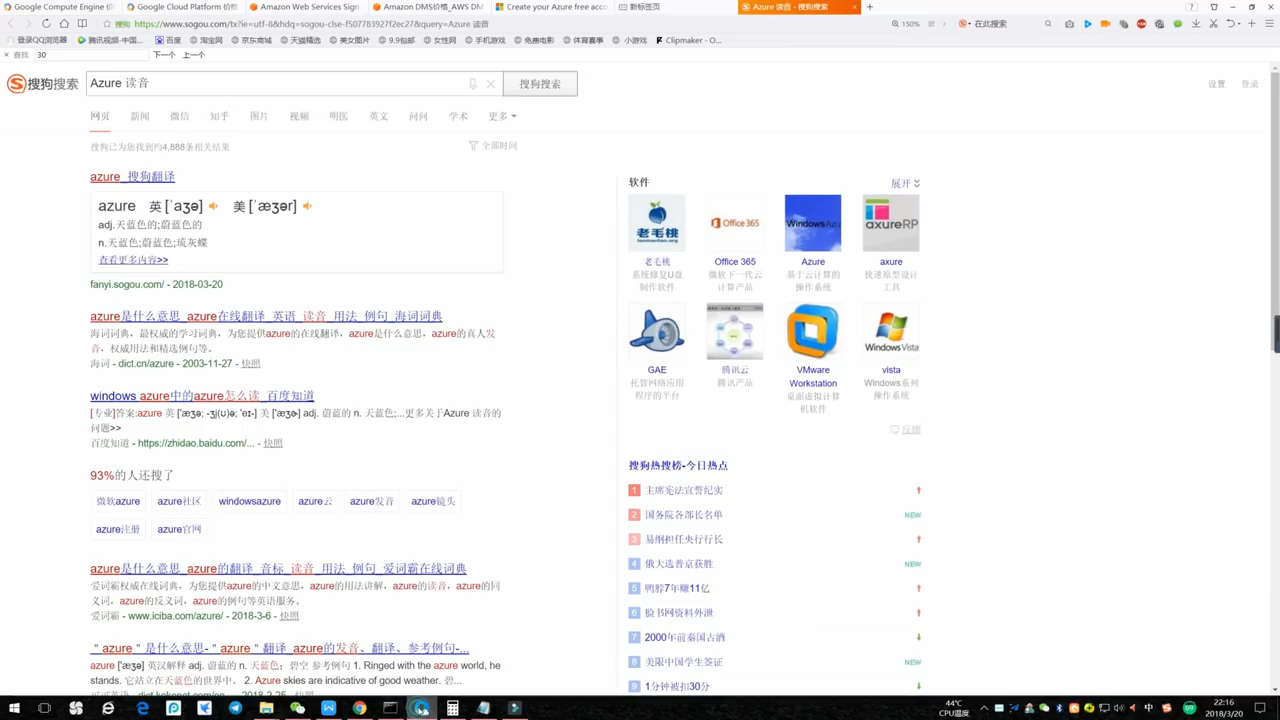 Google Compute Engine 价
Google Cloud Platform 价格
Amazon Web Services Sign
Amazon DMS价格_AWS DM
Create your Azure free acco
新标签页
Azure 读音 - 搜狗搜索
搜狗 https://www.sogou.com/tx?ie=utf-8&hdq=sogou-clse-f507783927f2ec27&query=Azure 读音
150%
在此搜索
登录QQ浏览器 腾讯视频-中国... 百度 淘宝网 京东商城 天猫精选 美女图片 9.9包邮 女性网 手机游戏 免费电影 体育赛事 小游戏 Clipmaker - O...
× 查找 30 下一个 上一个
搜狗搜索
Azure 读音
搜狗搜索
设置 登录
网页 新闻 微信 知乎 图片 视频 明医 英文 问问 学术 更多
搜狗已为您找到约4,888条相关结果
全部时间
azure_搜狗翻译
azure 英 [ˈaʒə] 美 [ˈæʒər]
adj.天蓝色的;蔚蓝色的
n.天蓝色;蔚蓝色;琉灰蝶
查看更多内容>>
fanyi.sogou.com/ - 2018-03-20
azure是什么意思_azure在线翻译_英语_读音_用法_例句_海词词典
海词词典，最权威的学习词典，为您提供azure的在线翻译，azure是什么意思，azure的真人发
音，权威用法和精选例句等。
海词 - dict.cn/azure - 2003-11-27 - 快照
windows azure中的azure怎么读_百度知道
[专业]答案:azure 英 ['æʒə; -ʒj(ʊ)ə; 'eɪ-] 美 ['æʒɚ] adj. 蔚蓝的 n. 天蓝色;...更多关于Azure 读音的
问题>>
百度知道 - https://zhidao.baidu.com/... - 快照
93%的人还搜了
微软azure azure社区 windowsazure azure云 azure发音 azure镜头
azure注册 azure官网
azure是什么意思_azure的翻译_音标_读音_用法_例句_爱词霸在线词典
爱词霸权威在线词典，为您提供azure的中文意思，azure的用法讲解，azure的读音，azure的同
义词，azure的反义词，azure的例句等英语服务。
爱词霸 - www.iciba.com/azure/ - 2018-3-6 - 快照
＂azure＂是什么意思-＂azure＂翻译_azure的发音、翻译、参考例句-...
azure ['æʒə] 英汉解释 adj. 蔚蓝的 n. 天蓝色；碧空 参考例句 1. Ringed with the azure world, he
stands. 它站立在天蓝色的世界中。 2. Azure skies are indicative of good weather. 碧...
软件
展开
老毛桃
laomaotao.org
Office 365
Windows Azu
axureRP
老毛桃
系统修复U盘
制作软件
Office 365
微软下一代云
计算产品
Azure
基于云计算的
操作系统
axure
快速原型设计
工具
WindowsVista
GAE
托管网络应用
程序的平台
腾讯云
腾讯产品
VMware
Workstation
桌面虚拟计算
机软件
vista
Windows系列
操作系统
反馈
搜狗热搜榜-今日热点
1 主席宪法宣誓纪实
2 国务院各部长名单 NEW
3 易纲担任央行行长
4 俄大选普京获胜 NEW
5 鸭脖7年赚11亿
6 脸书网资料外泄
7 2000年前秦国古酒
8 美限中国学生签证 NEW
9 1分钟被扣30分
44℃
CPU温度
中
22:16
2018/3/20